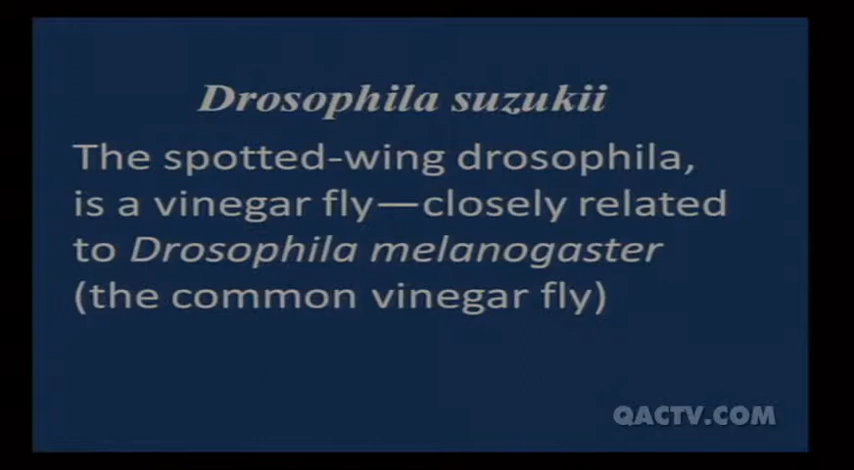 Drosophila suzukii
The spotted-wing drosophila,
is a vinegar fly—closely related
to Drosophila melanogaster
(the common vinegar fly)
QACTV.COM